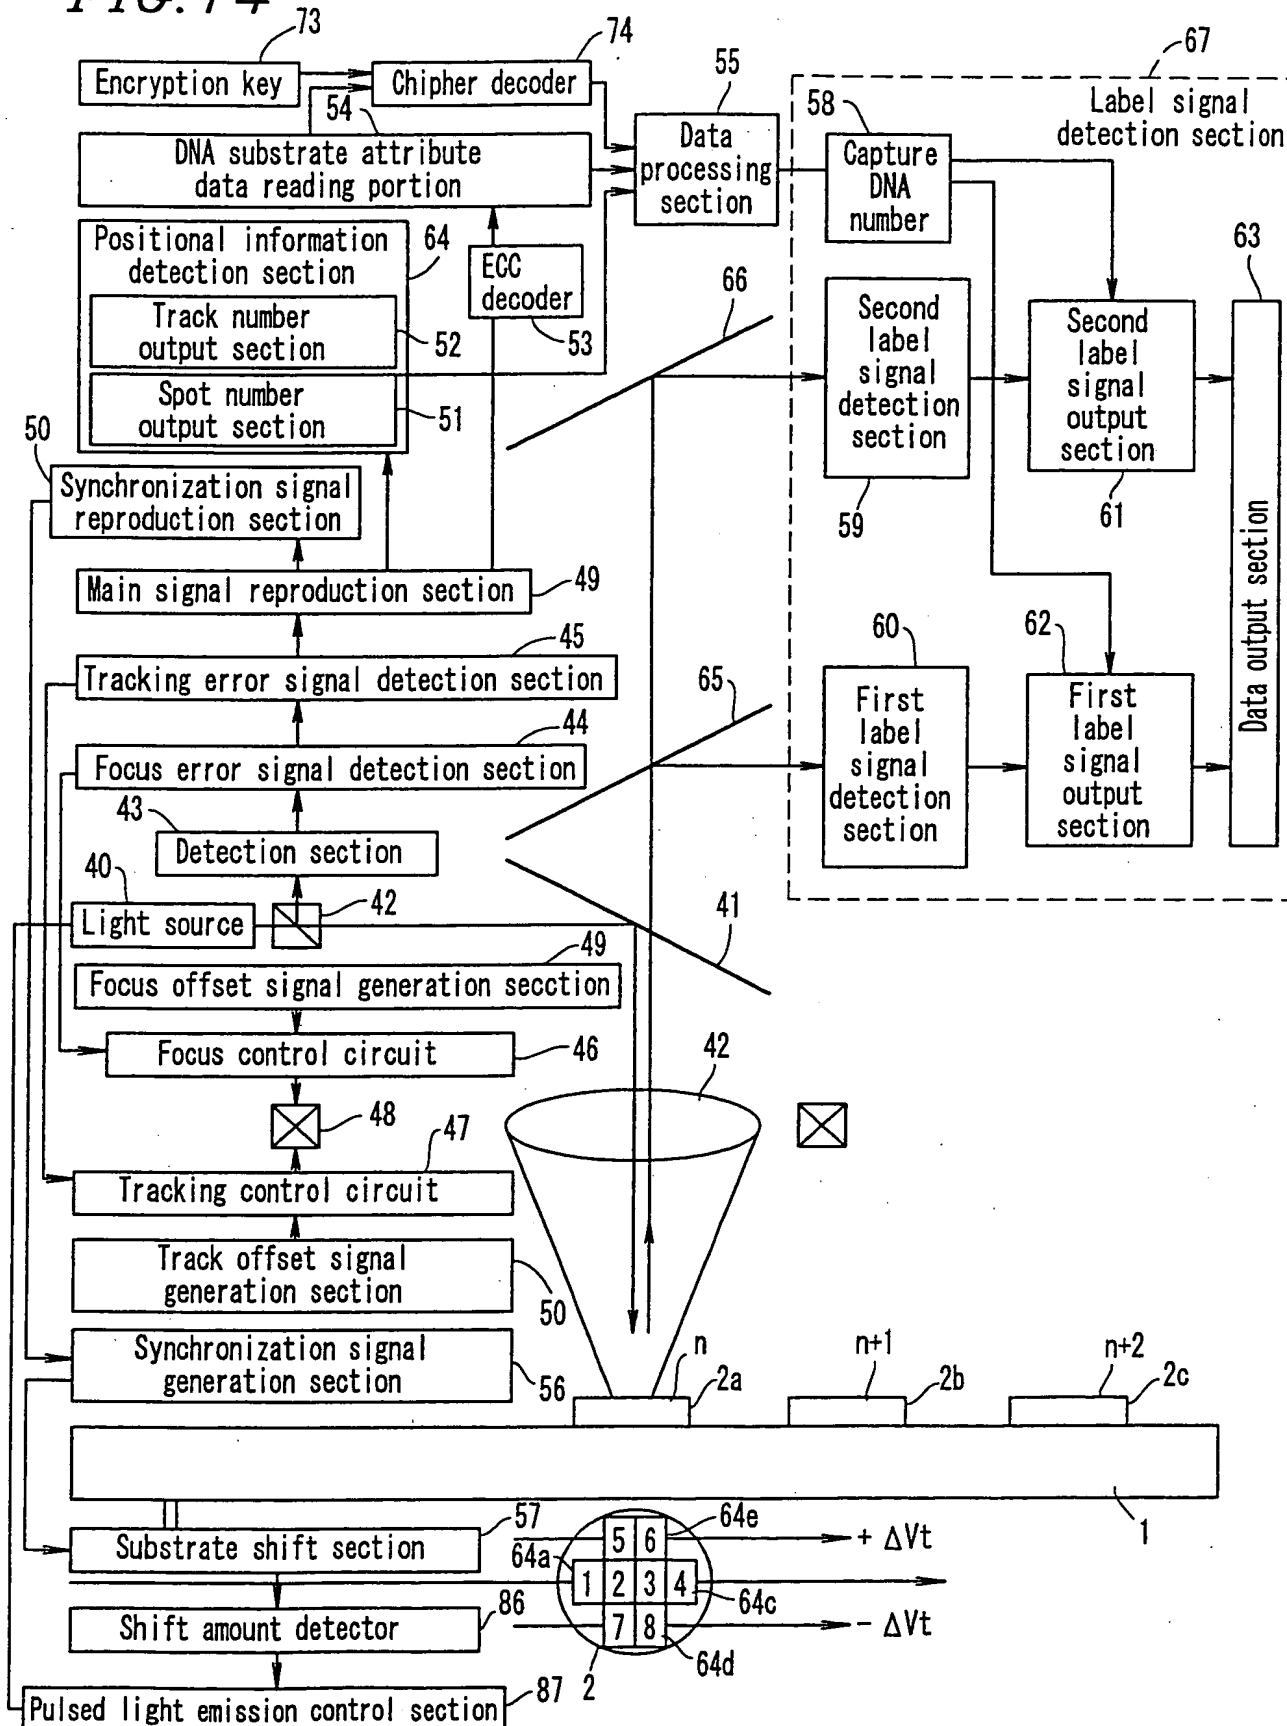 FIG. 74
73
74
67
Encryption key
Chipher decoder
55
58
Label signal
detection section
54
DNA substrate attribute
data reading portion
Data
processing
section
Capture
DNA
number
Positional information
detection section
64
ECC
decoder
53
66
63
Track number
output section
52
Spot number
output section
51
Second
label
signal
detection
section
59
Second
label
signal
output
section
61
50
Synchronization signal
reproduction section
Main signal reproduction section
49
45
Tracking error signal detection section
65
60
62
Data output section
44
Focus error signal detection section
First
label
signal
detection
section
First
label
signal
output
section
43
Detection section
40
Light source
42
41
49
Focus offset signal generation secction
Focus control circuit
46
42
48
47
Tracking control circuit
Track offset signal
generation section
50
Synchronization signal
generation section
56
n
2a
n+1
2b
n+2
2c
1
57
Substrate shift section
64a
5 6
64e
+ ΔVt
1 2 3 4
64c
86
Shift amount detector
7 8
- ΔVt
64d
2
87
Pulsed light emission control section